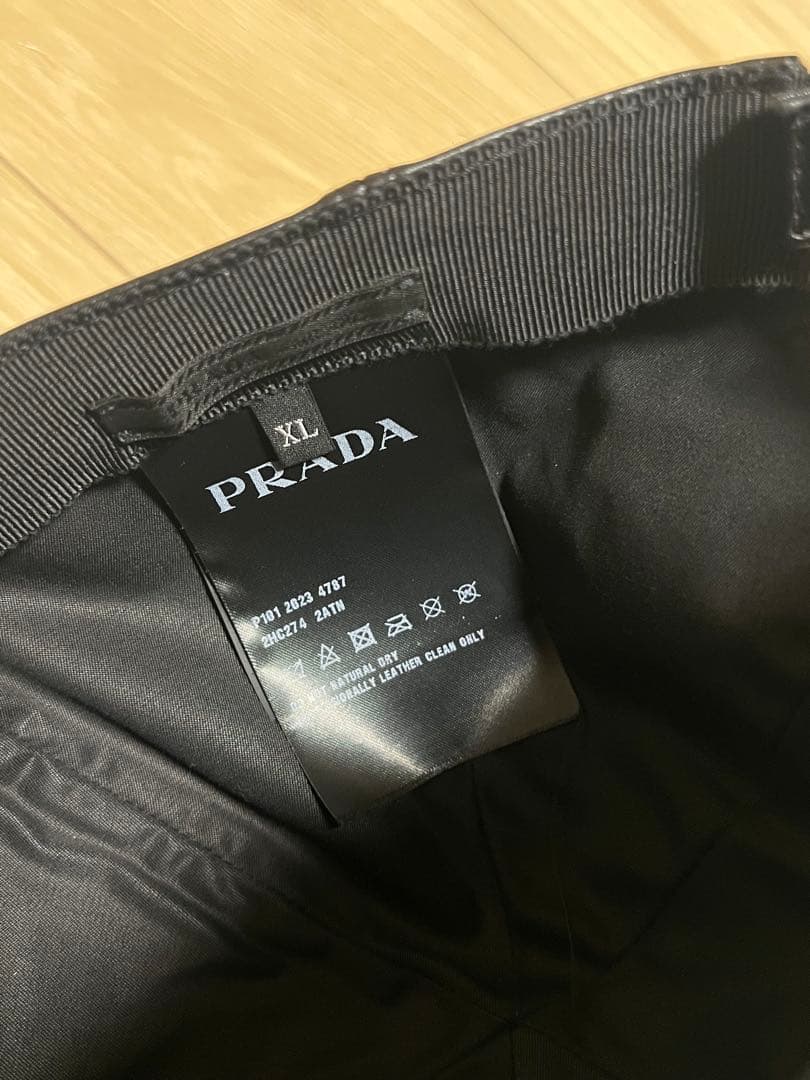 XL
PRADA
P101 2023 4787
2HC274 2ATN
NATURAL DRY
LEATHER CLEAN ONLY